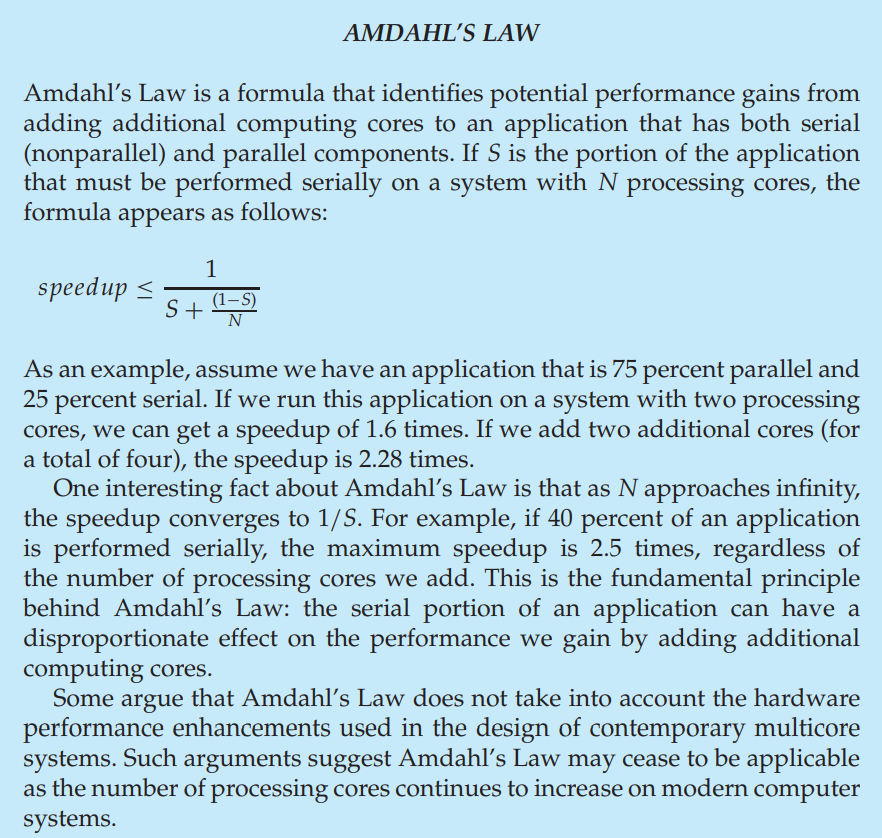 AMDAHL'S LAW
Amdahl's Law is a formula that identifies potential performance gains from
adding additional computing cores to an application that has both serial
(nonparallel) and parallel components. If S is the portion of the application
that must be performed serially on a system with N processing cores, the
formula appears as follows:
speedup ≤ 1 / (S + (1−S)/N)
As an example, assume we have an application that is 75 percent parallel and
25 percent serial. If we run this application on a system with two processing
cores, we can get a speedup of 1.6 times. If we add two additional cores (for
a total of four), the speedup is 2.28 times.
One interesting fact about Amdahl's Law is that as N approaches infinity,
the speedup converges to 1/S. For example, if 40 percent of an application
is performed serially, the maximum speedup is 2.5 times, regardless of
the number of processing cores we add. This is the fundamental principle
behind Amdahl's Law: the serial portion of an application can have a
disproportionate effect on the performance we gain by adding additional
computing cores.
Some argue that Amdahl's Law does not take into account the hardware
performance enhancements used in the design of contemporary multicore
systems. Such arguments suggest Amdahl's Law may cease to be applicable
as the number of processing cores continues to increase on modern computer
systems.